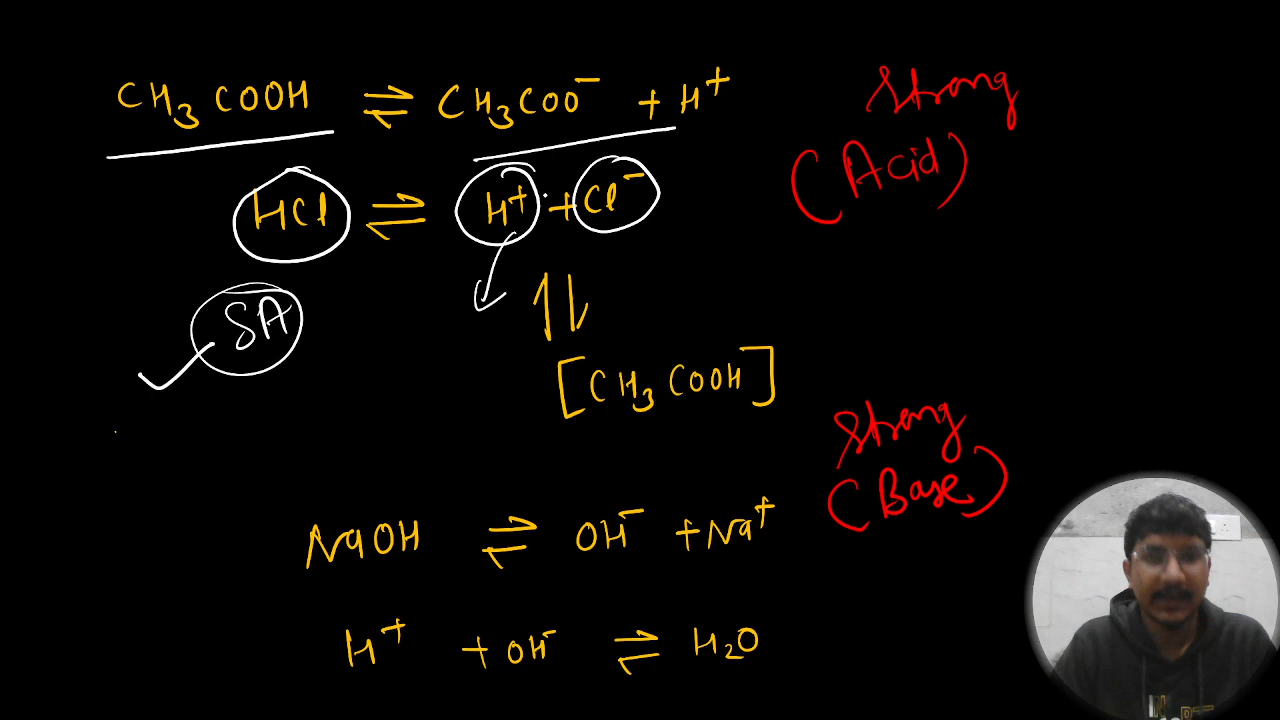 CH₃COOH ⇌ CH₃COO⁻ + H⁺
Strong
(Acid)
HCl ⇌ H⁺ + Cl⁻
SA
⇌
[CH₃COOH]
Strong
(Base)
NaOH ⇌ OH⁻ + Na⁺
H⁺ + OH⁻ ⇌ H₂O